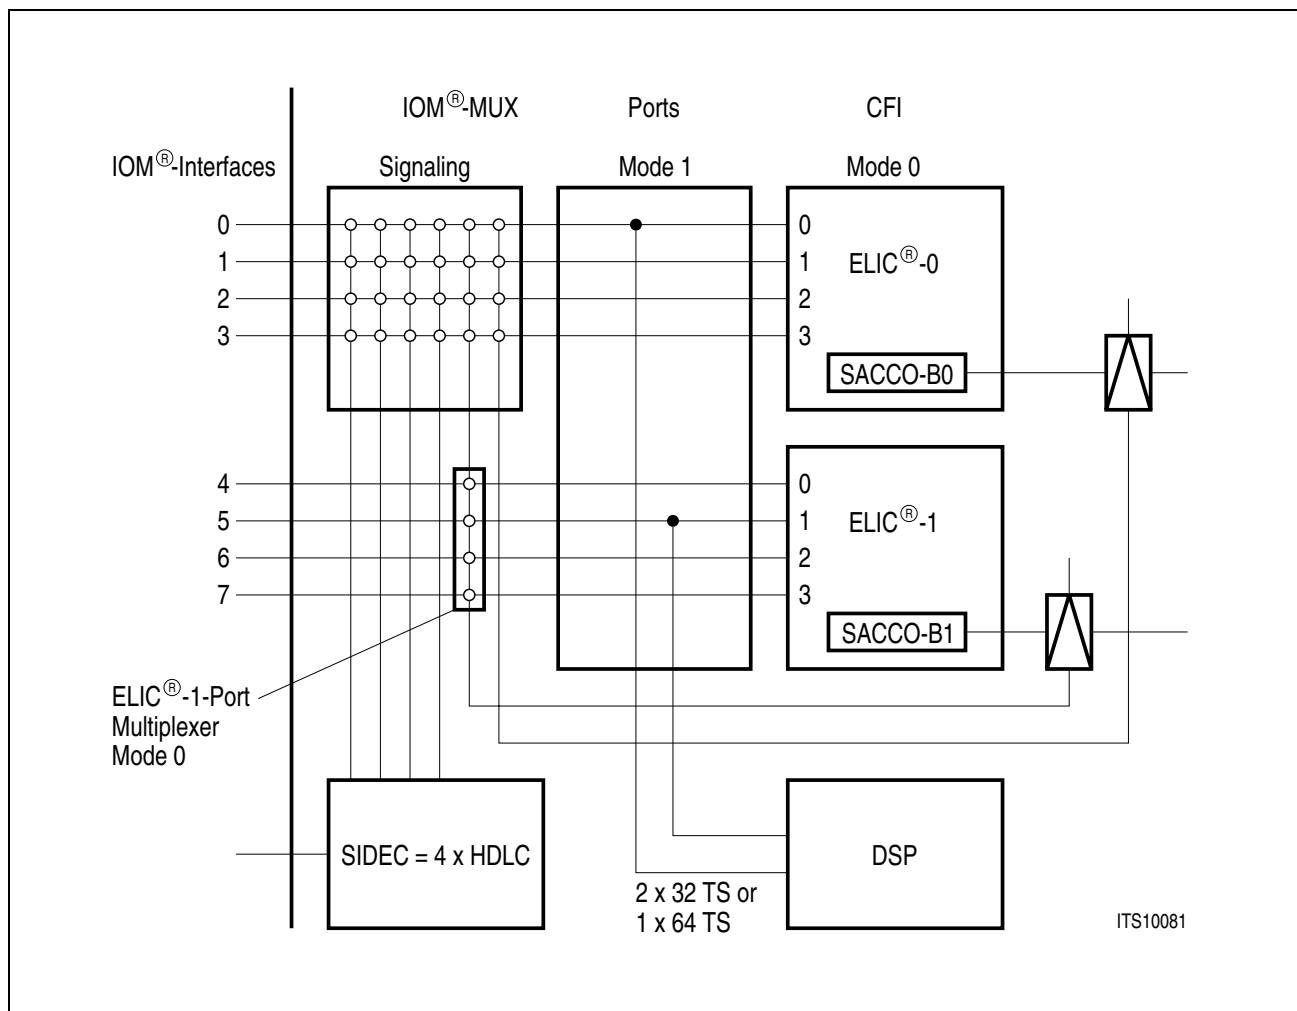 IOM®-MUX Ports CFI
IOM®-Interfaces Signaling Mode 1 Mode 0
0 0
1 1 ELIC®-0
2 2
3 3
SACCO-B0
4 0
5 1 ELIC®-1
6 2
7 3
SACCO-B1
ELIC®-1-Port
Multiplexer
Mode 0
SIDEC = 4 x HDLC
DSP
2 x 32 TS or
1 x 64 TS
ITS10081